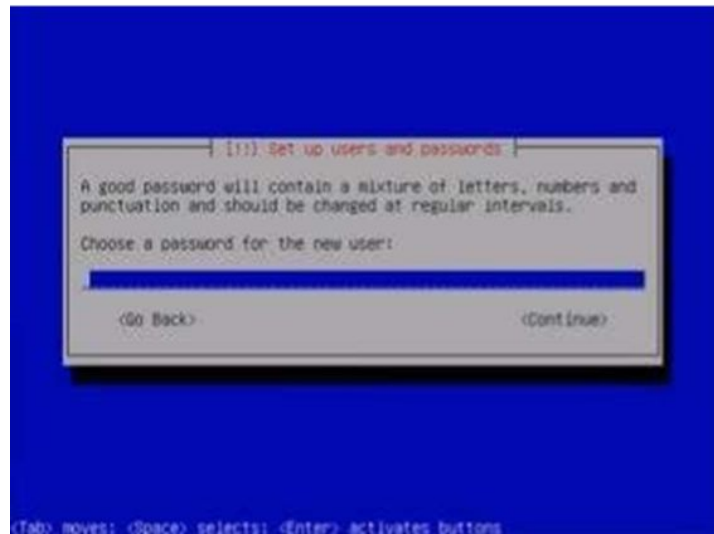 [!!] Set up users and passwords
A good password will contain a mixture of letters, numbers and
punctuation and should be changed at regular intervals.
Choose a password for the new user:
<Go Back> <Continue>
<Tab> moves; <Space> selects; <Enter> activates buttons